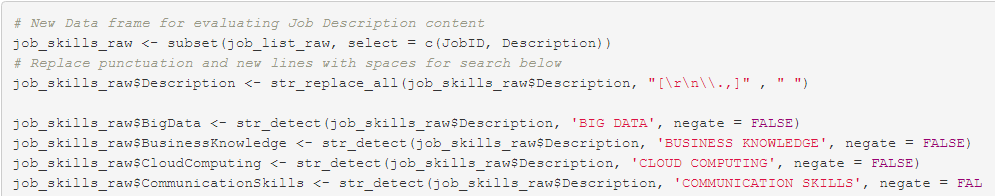 # New Data frame for evaluating Job Description content
job_skills_raw <- subset(job_list_raw, select = c(JobID, Description))
# Replace punctuation and new lines with spaces for search below
job_skills_raw$Description <- str_replace_all(job_skills_raw$Description, "[\r\n\\.,]" , " ")
job_skills_raw$BigData <- str_detect(job_skills_raw$Description, 'BIG DATA', negate = FALSE)
job_skills_raw$BusinessKnowledge <- str_detect(job_skills_raw$Description, 'BUSINESS KNOWLEDGE', negate = FALSE)
job_skills_raw$CloudComputing <- str_detect(job_skills_raw$Description, 'CLOUD COMPUTING', negate = FALSE)
job_skills_raw$CommunicationSkills <- str_detect(job_skills_raw$Description, 'COMMUNICATION SKILLS', negate = FAL